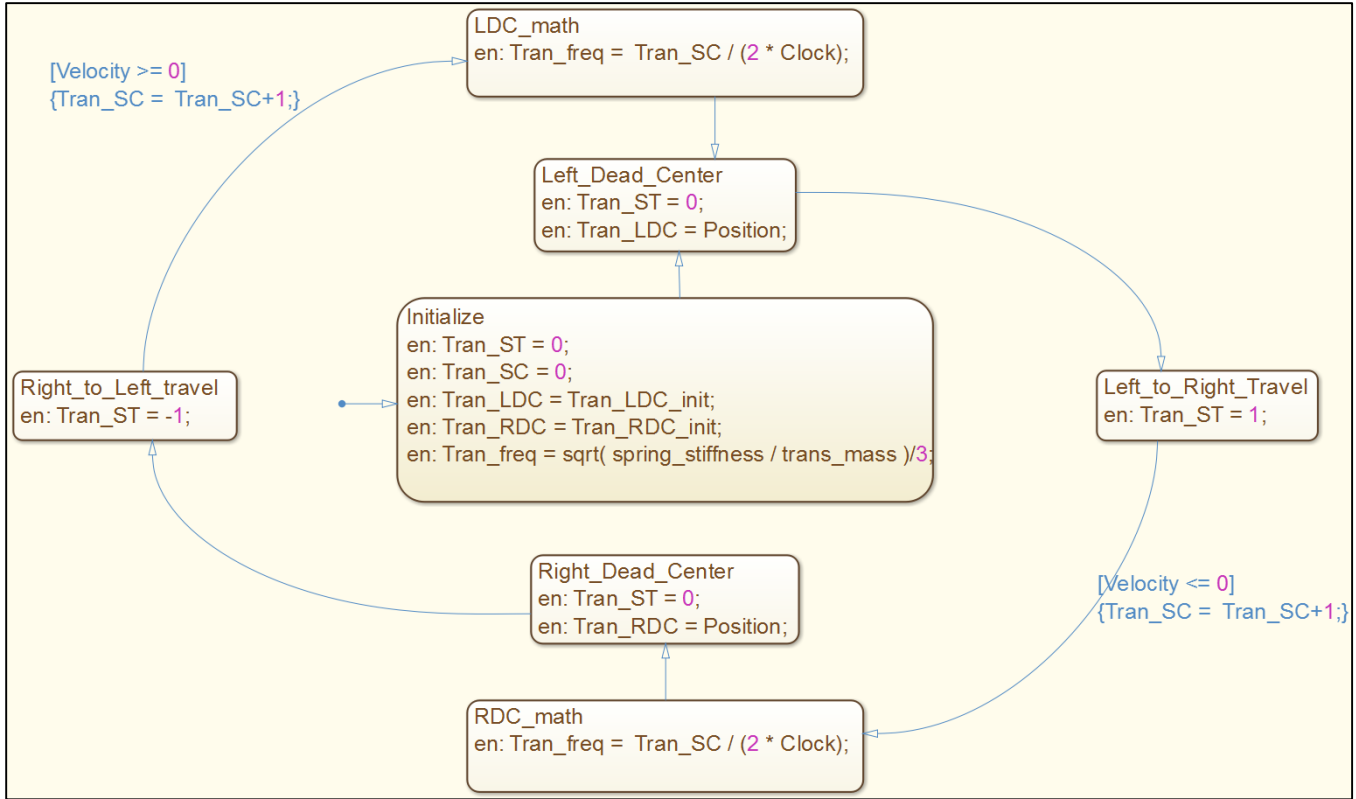 LDC_math
en: Tran_freq =  Tran_SC / (2 * Clock);
[Velocity >= 0]
{Tran_SC =  Tran_SC+1;}
Left_Dead_Center
en: Tran_ST = 0;
en: Tran_LDC = Position;
Initialize
en: Tran_ST = 0;
en: Tran_SC = 0;
en: Tran_LDC = Tran_LDC_init;
en: Tran_RDC = Tran_RDC_init;
en: Tran_freq = sqrt( spring_stiffness / trans_mass )/3;
Right_to_Left_travel
en: Tran_ST = -1;
Left_to_Right_Travel
en: Tran_ST = 1;
Right_Dead_Center
en: Tran_ST = 0;
en: Tran_RDC = Position;
[Velocity <= 0]
{Tran_SC =  Tran_SC+1;}
RDC_math
en: Tran_freq =  Tran_SC / (2 * Clock);